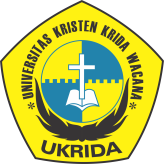 * UNIVERSITAS KRISTEN KRIDA WACANA *
UKRIDA